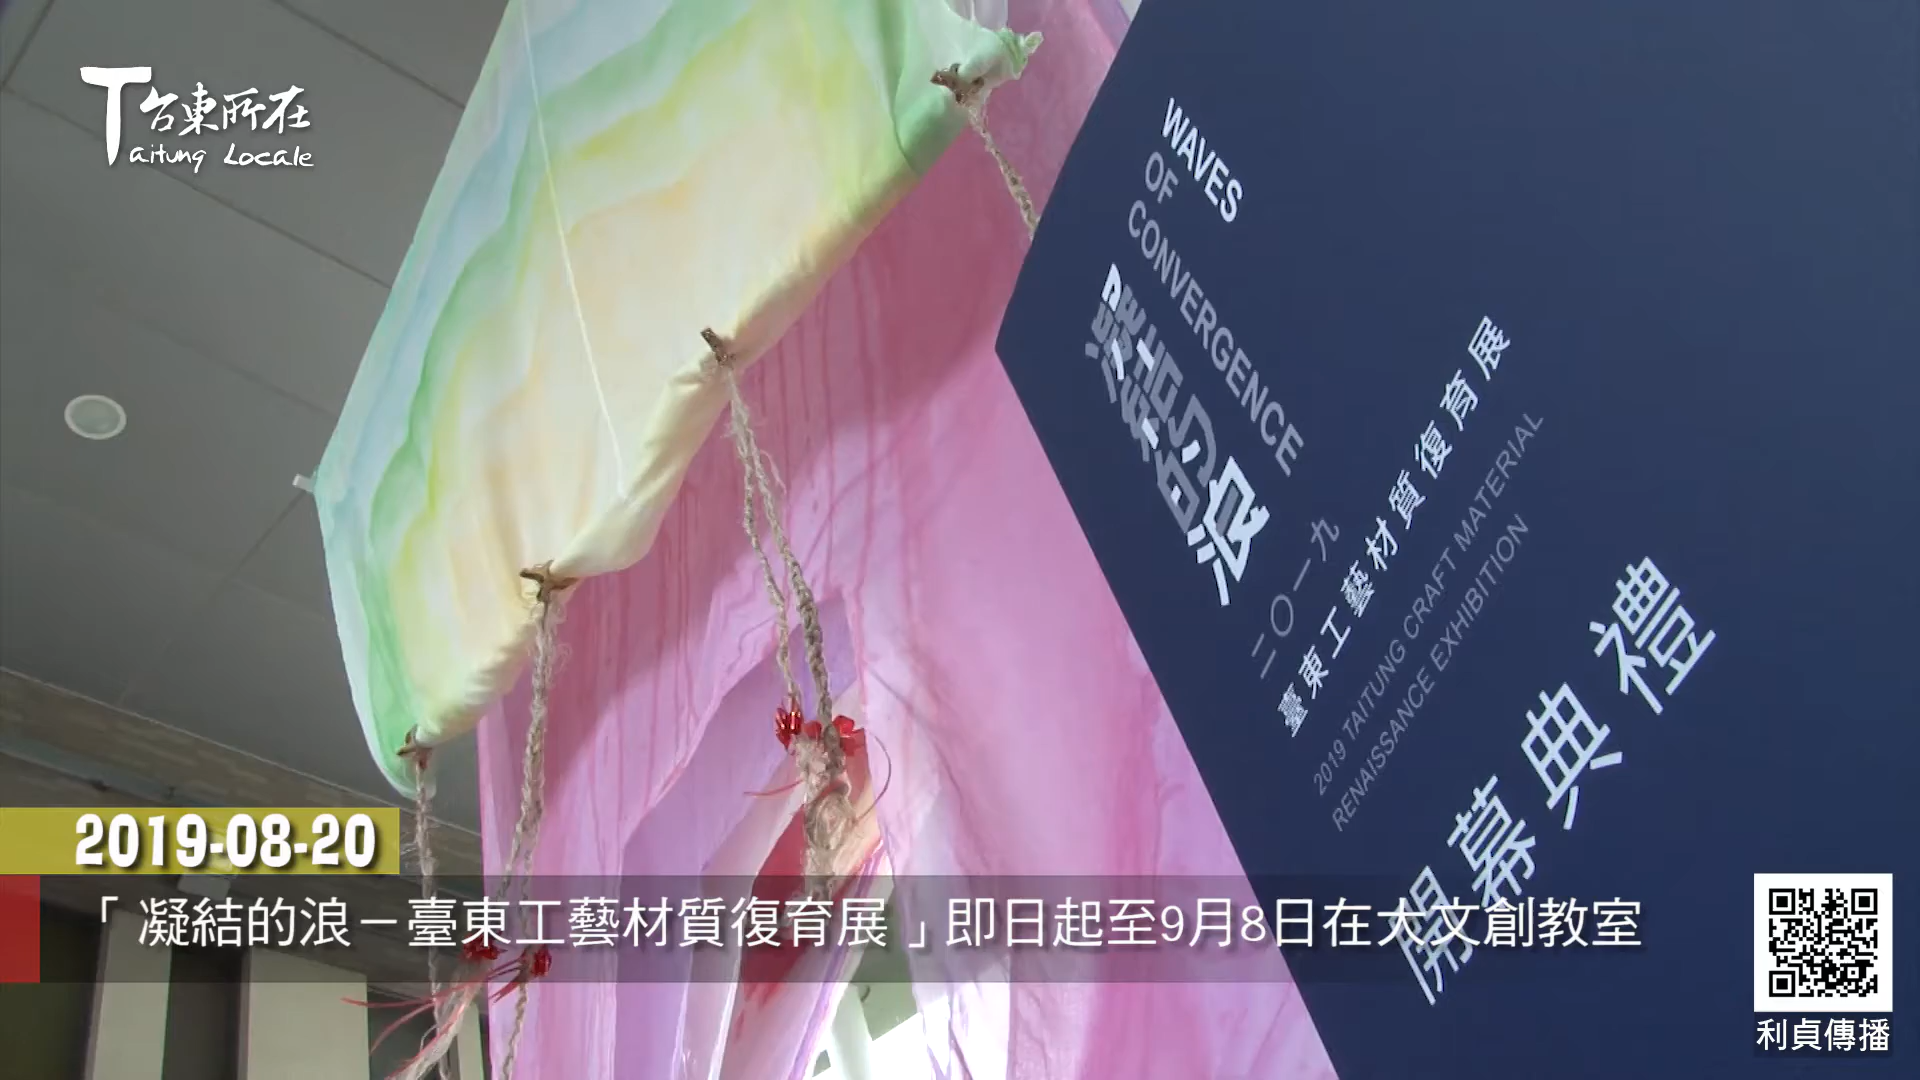 T台東所在
Taitung Locale
WAVES
OF
CONVERGENCE
凝結的浪
二〇一九
臺東工藝材質復育展
2019 TAITUNG CRAFT MATERIAL
RENAISSANCE EXHIBITION
開幕典禮
2019-08-20
「凝結的浪－臺東工藝材質復育展」即日起至9月8日在大文創教室
利貞傳播